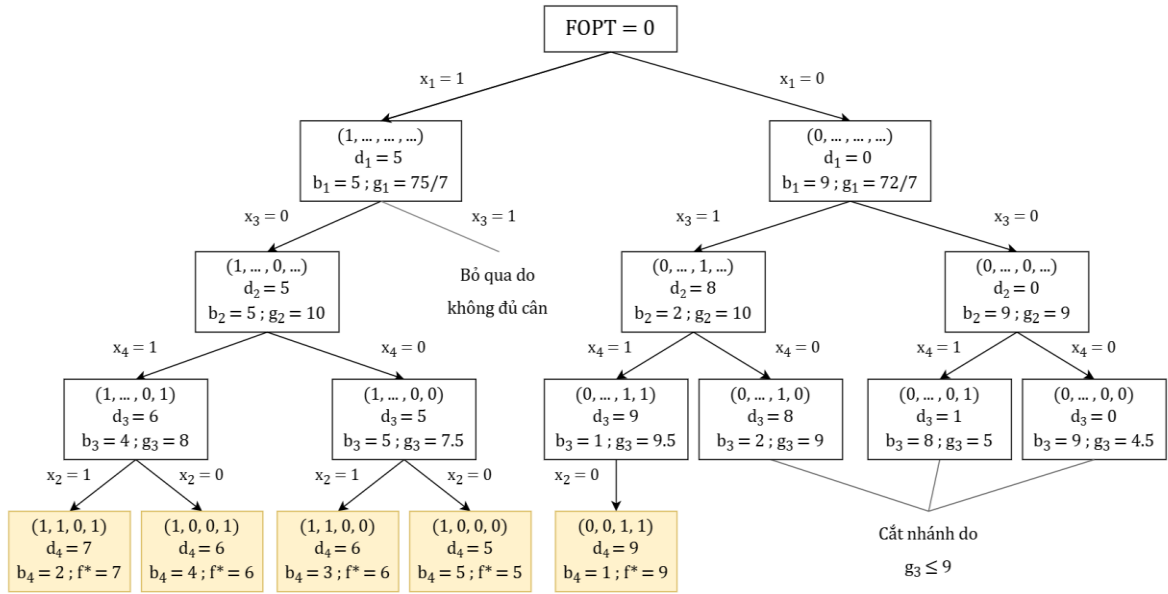 FOPT = 0
x₁ = 1
x₁ = 0
(1, ... , ... , ...)
d₁ = 5
b₁ = 5 ; g₁ = 75/7
(0, ... , ... , ...)
d₁ = 0
b₁ = 9 ; g₁ = 72/7
x₃ = 0
x₃ = 1
x₃ = 1
x₃ = 0
(1, ... , 0, ...)
d₂ = 5
b₂ = 5 ; g₂ = 10
Bỏ qua do
không đủ cân
(0, ... , 1, ...)
d₂ = 8
b₂ = 2 ; g₂ = 10
(0, ... , 0, ...)
d₂ = 0
b₂ = 9 ; g₂ = 9
x₄ = 1
x₄ = 0
x₄ = 1
x₄ = 0
x₄ = 1
x₄ = 0
(1, ... , 0, 1)
d₃ = 6
b₃ = 4 ; g₃ = 8
(1, ... , 0, 0)
d₃ = 5
b₃ = 5 ; g₃ = 7.5
(0, ... , 1, 1)
d₃ = 9
b₃ = 1 ; g₃ = 9.5
(0, ... , 1, 0)
d₃ = 8
b₃ = 2 ; g₃ = 9
(0, ... , 0, 1)
d₃ = 1
b₃ = 8 ; g₃ = 5
(0, ... , 0, 0)
d₃ = 0
b₃ = 9 ; g₃ = 4.5
x₂ = 1
x₂ = 0
x₂ = 1
x₂ = 0
x₂ = 0
(1, 1, 0, 1)
d₄ = 7
b₄ = 2 ; f* = 7
(1, 0, 0, 1)
d₄ = 6
b₄ = 4 ; f* = 6
(1, 1, 0, 0)
d₄ = 6
b₄ = 3 ; f* = 6
(1, 0, 0, 0)
d₄ = 5
b₄ = 5 ; f* = 5
(0, 0, 1, 1)
d₄ = 9
b₄ = 1 ; f* = 9
Cắt nhánh do
g₃ ≤ 9